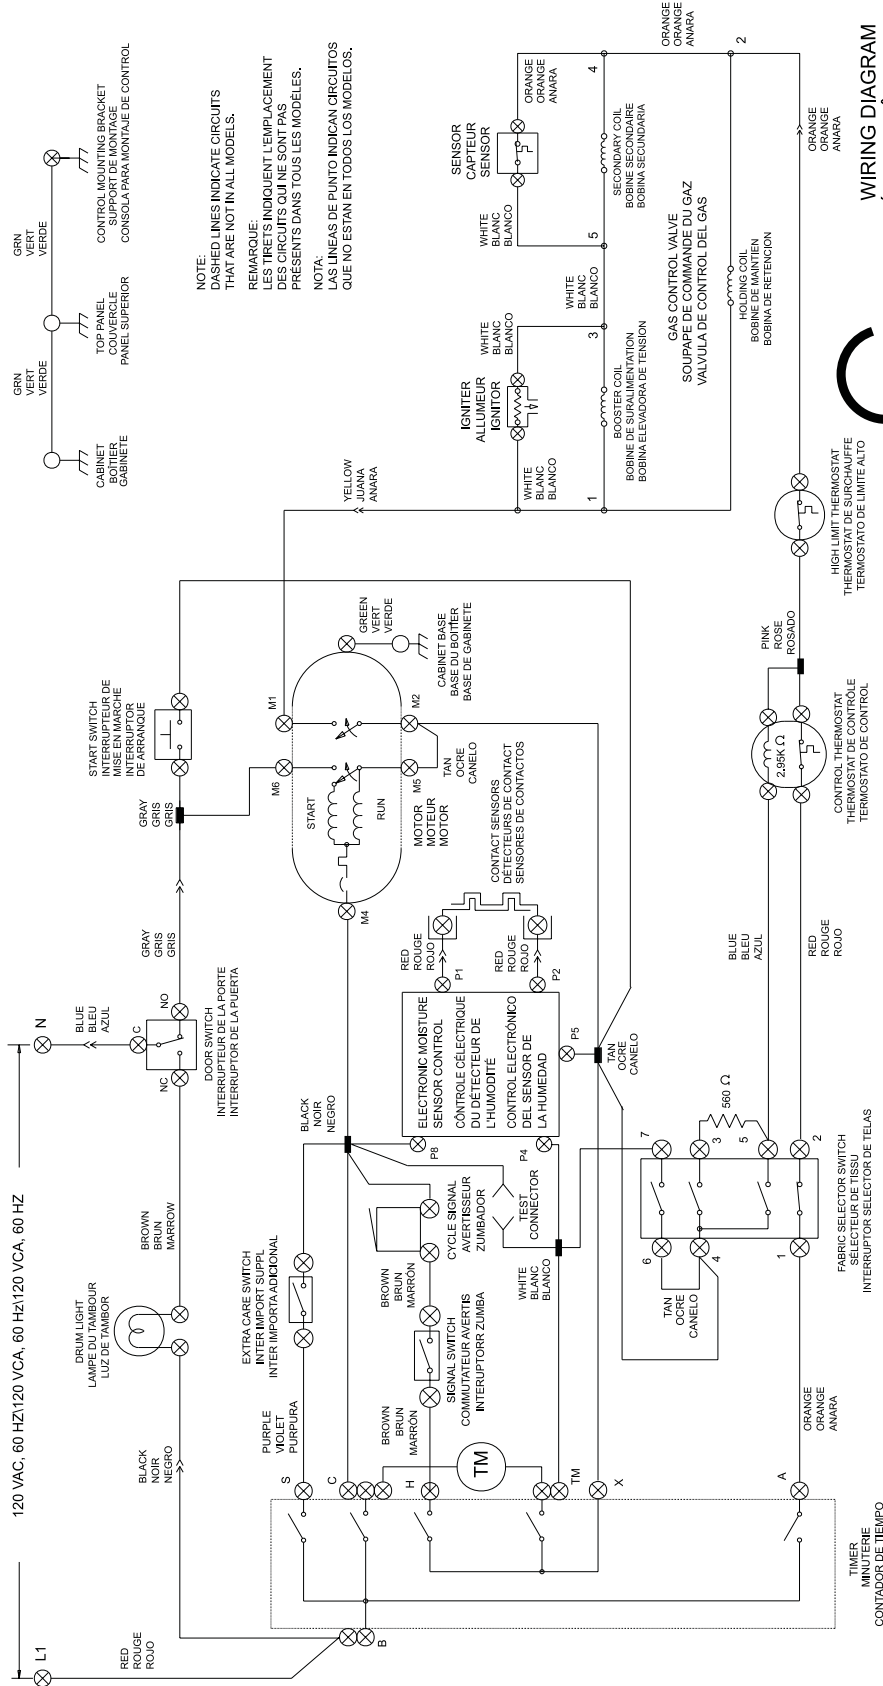 120 VAC, 60 HZ\120 VCA, 60 Hz\120 VCA, 60 HZ
L1
N
RED
ROUGE
ROJO
BLACK
NOIR
NEGRO
DRUM LIGHT
LAMPE DU TAMBOUR
LUZ DE TAMBOR
BROWN
BRUN
MARROW
BLUE
BLEU
AZUL
C
NC
NO
DOOR SWITCH
INTERRUPTEUR DE LA PORTE
INTERRUPTOR DE LA PUERTA
GRAY
GRIS
GRIS
GRAY
GRIS
GRIS
START SWITCH
INTERRUPTEUR DE
MISE EN MARCHE
INTERRUPTOR
DE ARRANQUE
GRN
VERT
VERDE
GRN
VERT
VERDE
CABINET
BOÎTIER
GABINETE
TOP PANEL
COUVERCLE
PANEL SUPERIOR
CONTROL MOUNTING BRACKET
SUPPORT DE MONTAGE
CONSOLA PARA MONTAJE DE CONTROL
NOTE:
DASHED LINES INDICATE CIRCUITS
THAT ARE NOT IN ALL MODELS.
REMARQUE:
LES TIRETS INDIQUENT L'EMPLACEMENT
DES CIRCUITS QUI NE SONT PAS
PRÉSENTS DANS TOUS LES MODÈLES.
NOTA:
LAS LINEAS DE PUNTO INDICAN CIRCUITOS
QUE NO ESTAN EN TODOS LOS MODELOS.
PURPLE
VIOLET
PURPURA
EXTRA CARE SWITCH
INTER IMPORT SUPPL
INTER IMPORTA ADICIONAL
BLACK
NOIR
NEGRO
M6
M1
START
RUN
M4
M5
M2
MOTOR
MOTEUR
MOTOR
TAN
OCRE
CANELO
GREEN
VERT
VERDE
CABINET BASE
BASE DU BOITIER
BASE DE GABINETE
YELLOW
JUANA
ANARA
BROWN
BRUN
MARRÓN
BROWN
BRUN
MARRÓN
SIGNAL SWITCH
COMMUTATEUR AVERTIS
INTERUPTORR ZUMBA
CYCLE SIGNAL
AVERTISSEUR
ZUMBADOR
TEST
CONNECTOR
P8
P4
P1
P2
P5
ELECTRONIC MOISTURE
SENSOR CONTROL
CÔNTROLE CÉLECTRIQUE
DU DÉTECTEUR DE
L'HUMODITÉ
CONTROL ELECTRÓNICO
DEL SENSOR DE
LA HUMEDAD
RED
ROUGE
ROJO
RED
ROUGE
ROJO
CONTACT SENSORS
DÉTECTEURS DE CONTACT
SENSORES DE CONTACTOS
IGNITER
ALLUMEUR
IGNITOR
WHITE
BLANC
BLANCO
WHITE
BLANC
BLANCO
WHITE
BLANC
BLANCO
WHITE
BLANC
BLANCO
SENSOR
CAPTEUR
SENSOR
ORANGE
ORANGE
ANARA
ORANGE
ORANGE
ANARA
1
3
5
4
2
BOOSTER COIL
BOBINE DE SURALIMENTATION
BOBINA ELEVADORA DE TENSION
SECONDARY COIL
BOBINE SECONDAIRE
BOBINA SECUNDARIA
GAS CONTROL VALVE
SOUPAPE DE COMMANDE DU GAZ
VALVULA DE CONTROL DEL GAS
HOLDING COIL
BOBINE DE MAINTIEN
BOBINA DE RETENCION
S
C
B
H
TM
TM
X
A
WHITE
BLANC
BLANCO
TAN
OCRE
CANELO
TAN
OCRE
CANELO
6
4
1
7
3
5
2
560 Ω
FABRIC SELECTOR SWITCH
SÉLECTEUR DE TISSU
INTERRUPTOR SELECTOR DE TELAS
BLUE
BLEU
AZUL
RED
ROUGE
ROJO
2.95K Ω
CONTROL THERMOSTAT
THERMOSTAT DE CONTRÔLE
TERMOSTATO DE CONTROL
PINK
ROSE
ROSADO
HIGH LIMIT THERMOSTAT
THERMOSTAT DE SURCHAUFFE
TERMOSTATO DE LIMITE ALTO
ORANGE
ORANGE
ANARA
ORANGE
ORANGE
ANARA
TIMER
MINUTERIE
CONTADOR DE TIEMPO
WIRING DIAGRAM